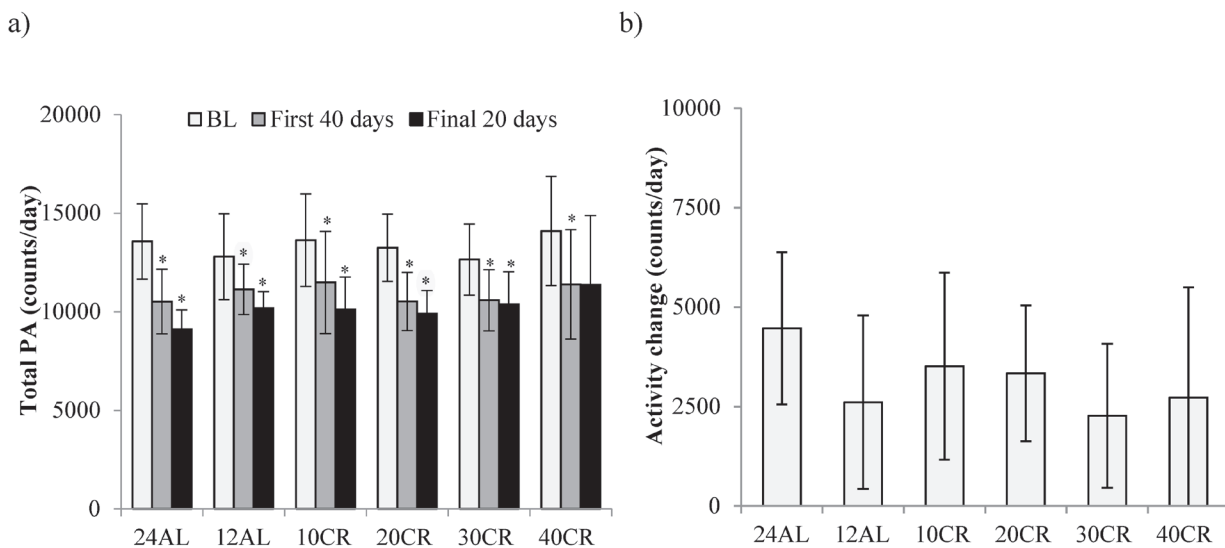 a)
20000
15000
10000
5000
0
Total PA (counts/day)
BL First 40 days Final 20 days
* * * * * * * * * * *
24AL 12AL 10CR 20CR 30CR 40CR
b)
10000
7500
5000
2500
0
Activity change (counts/day)
24AL 12AL 10CR 20CR 30CR 40CR